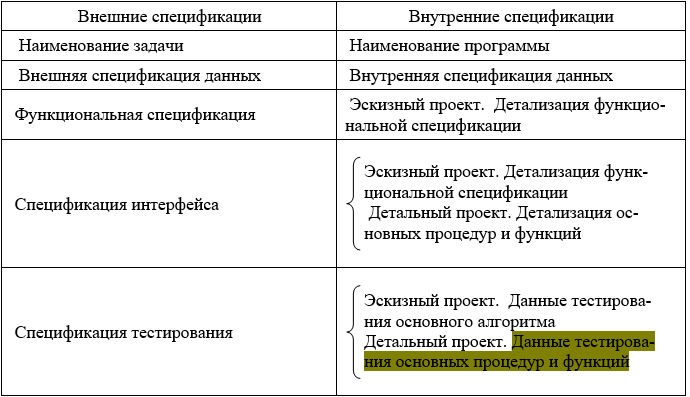 Внешние спецификации
Внутренние спецификации
Наименование задачи
Наименование программы
Внешняя спецификация данных
Внутренняя спецификация данных
Функциональная спецификация
Эскизный проект. Детализация функцио-
нальной спецификации
Спецификация интерфейса
Эскизный проект. Детализация функ-
циональной спецификации
Детальный проект. Детализация ос-
новных процедур и функций
Спецификация тестирования
Эскизный проект. Данные тестирова-
ния основного алгоритма
Детальный проект. Данные тестирова-
ния основных процедур и функций